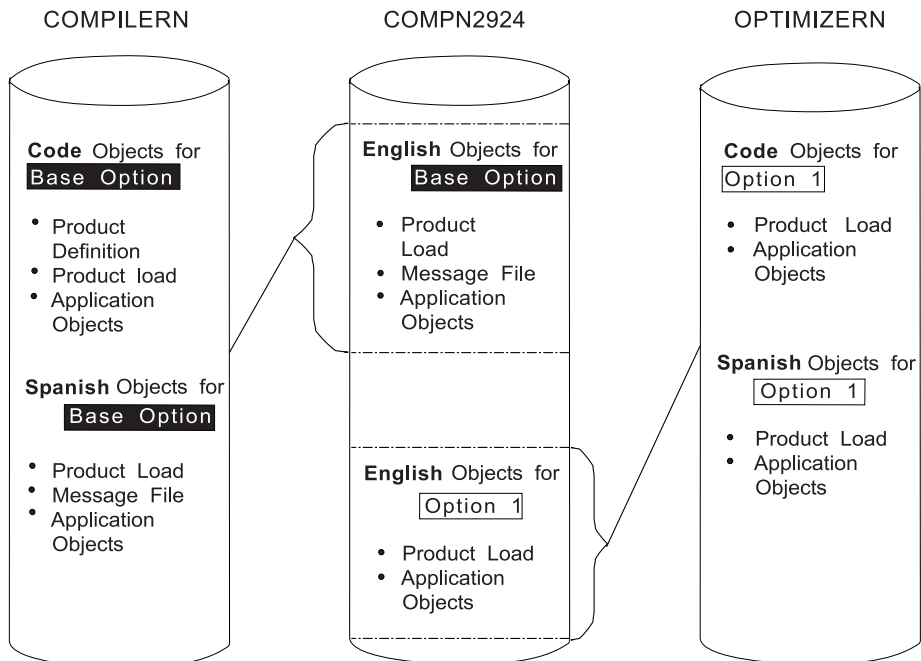 COMPILERN
COMPN2924
OPTIMIZERN
Code Objects for
Base Option
• Product
Definition
• Product load
• Application
Objects
Spanish Objects for
Base Option
• Product Load
• Message File
• Application
Objects
English Objects for
Base Option
• Product
Load
• Message File
• Application
Objects
English Objects for
Option 1
• Product Load
• Application
Objects
Code Objects for
Option 1
• Product Load
• Application
Objects
Spanish Objects for
Option 1
• Product Load
• Application
Objects